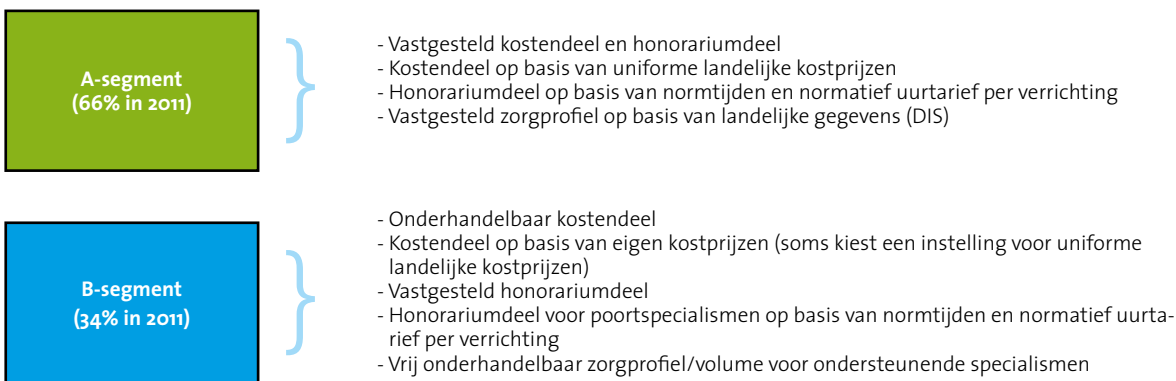 A-segment
(66% in 2011)
- Vastgesteld kostendeel en honorariumdeel
- Kostendeel op basis van uniforme landelijke kostprijzen
- Honorariumdeel op basis van normtijden en normatief uurtarief per verrichting
- Vastgesteld zorgprofiel op basis van landelijke gegevens (DIS)
B-segment
(34% in 2011)
- Onderhandelbaar kostendeel
- Kostendeel op basis van eigen kostprijzen (soms kiest een instelling voor uniforme
landelijke kostprijzen)
- Vastgesteld honorariumdeel
- Honorariumdeel voor poortspecialismen op basis van normtijden en normatief uurta-
rief per verrichting
- Vrij onderhandelbaar zorgprofiel/volume voor ondersteunende specialismen